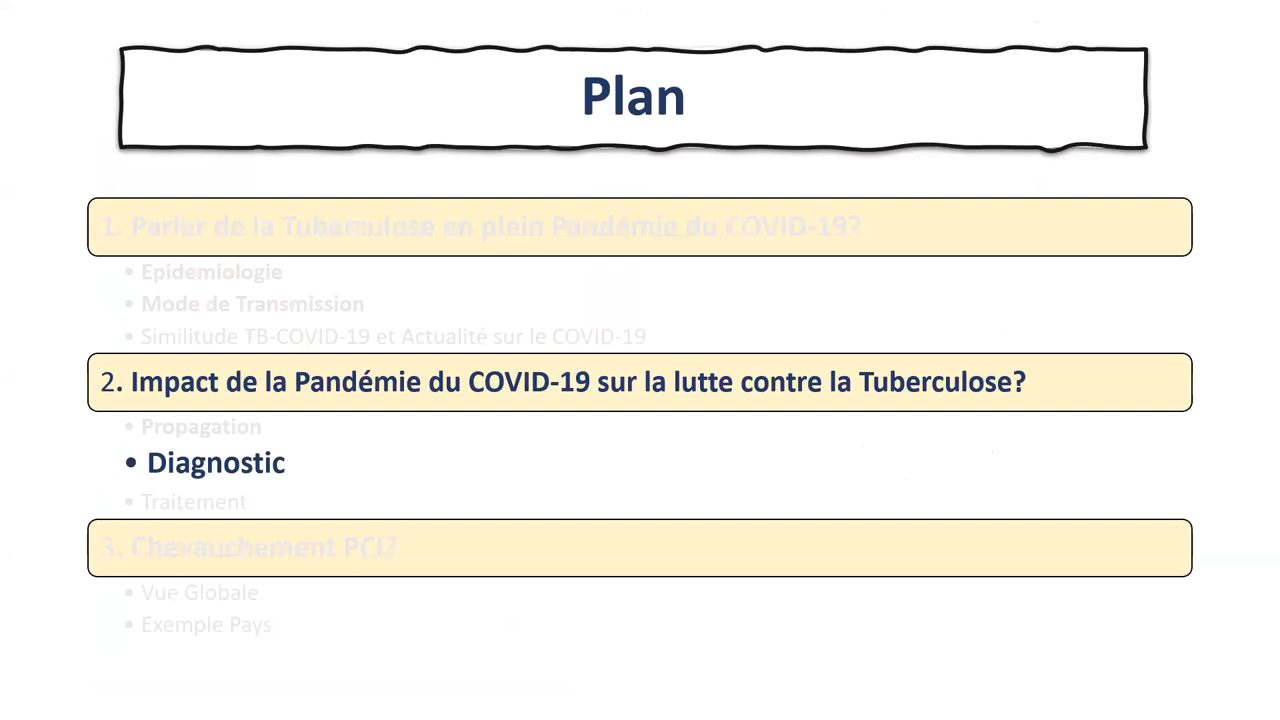 Plan
1. Parler de la Tuberculose en plein Pandémie du COVID-19?
• Epidemiologie
• Mode de Transmission
• Similitude TB-COVID-19 et Actualité sur le COVID-19
2. Impact de la Pandémie du COVID-19 sur la lutte contre la Tuberculose?
• Propagation
• Diagnostic
• Traitement
3. Chevauchement PCI?
• Vue Globale
• Exemple Pays